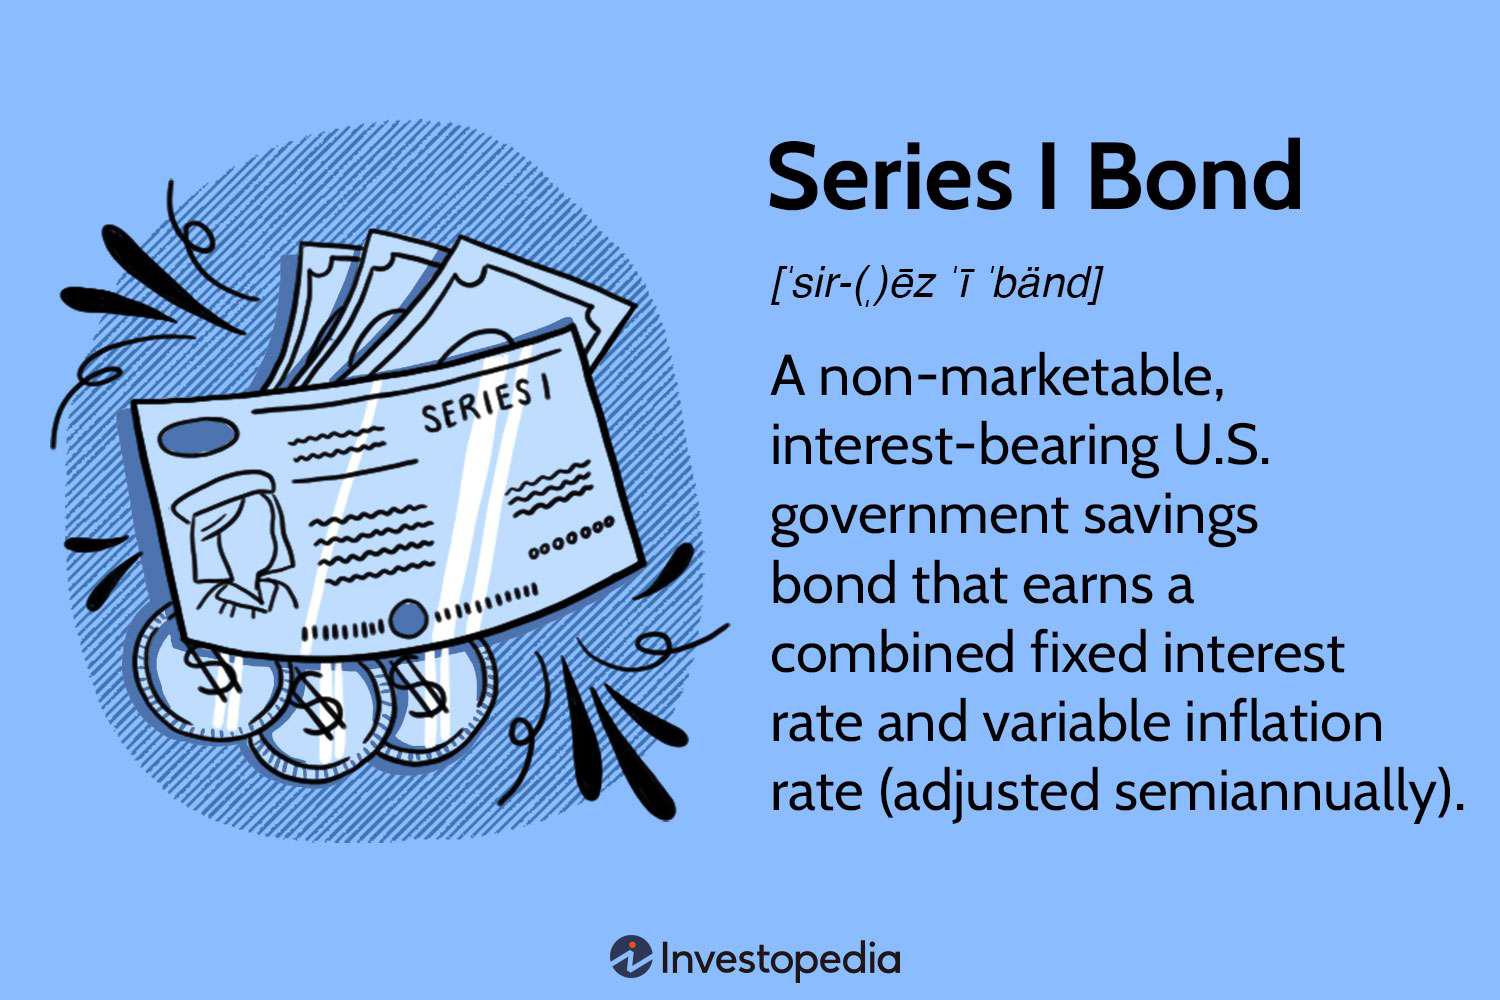 SERIES I
Series I Bond
[ˈsir-(ˌ)ēz ˈī ˈbänd]
A non-marketable,
interest-bearing U.S.
government savings
bond that earns a
combined fixed interest
rate and variable inflation
rate (adjusted semiannually).
Investopedia